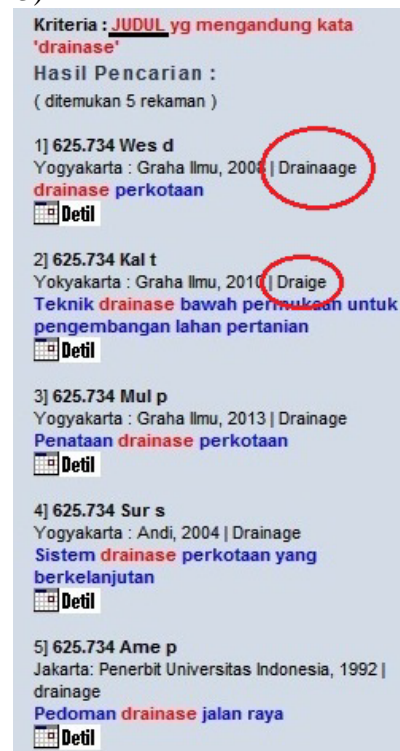 Kriteria : JUDUL yg mengandung kata
'drainase'
Hasil Pencarian :
( ditemukan 5 rekaman )
1] 625.734 Wes d
Yogyakarta : Graha Ilmu, 2008 | Drainaage
drainase perkotaan
Detil
2] 625.734 Kal t
Yokyakarta : Graha Ilmu, 2010 | Draige
Teknik drainase bawah permukaan untuk
pengembangan lahan pertanian
Detil
3] 625.734 Mul p
Yogyakarta : Graha Ilmu, 2013 | Drainage
Penataan drainase perkotaan
Detil
4] 625.734 Sur s
Yogyakarta : Andi, 2004 | Drainage
Sistem drainase perkotaan yang
berkelanjutan
Detil
5] 625.734 Ame p
Jakarta: Penerbit Universitas Indonesia, 1992 |
drainage
Pedoman drainase jalan raya
Detil